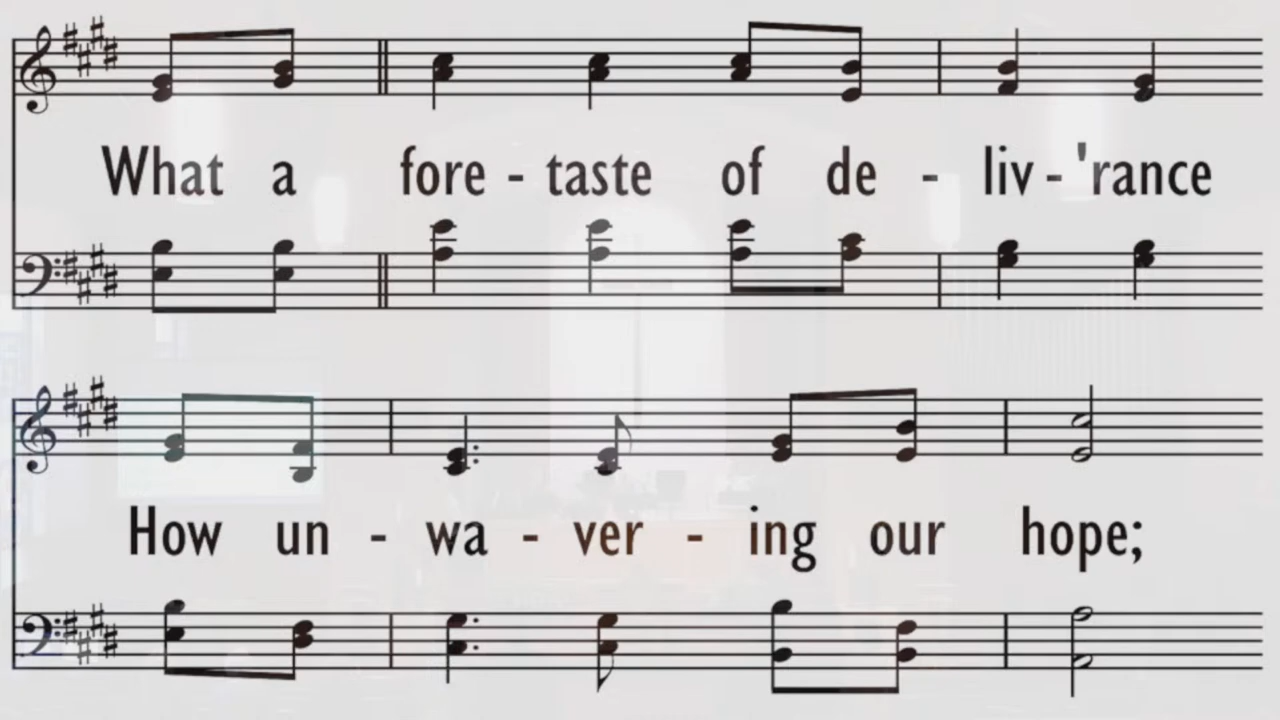 What a fore - taste of de - liv - 'rance
How un - wa - ver - ing our hope;